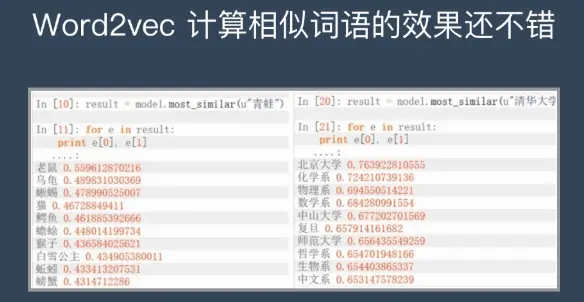 Word2vec 计算相似词语的效果还不错
In [10]: result = model.most_similar(u"青蛙")
In [11]: for e in result:
print e[0], e[1]
....:
老鼠 0.559612870216
乌龟 0.489831030369
蜥蜴 0.478990525007
猫 0.46728849411
鳄鱼 0.461885392666
蟾蜍 0.448014199734
猴子 0.436584025621
白雪公主 0.434905380011
蚯蚓 0.433413207531
螃蟹 0.4314712286
In [20]: result = model.most_similar(u"清华大学
In [21]: for e in result:
print e[0], e[1]
....:
北京大学 0.763922810555
化学系 0.724210739136
物理系 0.694550514221
数学系 0.684280991554
中山大学 0.677202701569
复旦 0.657914161682
师范大学 0.656435549259
哲学系 0.654701948166
生物系 0.654403865337
中文系 0.653147578239